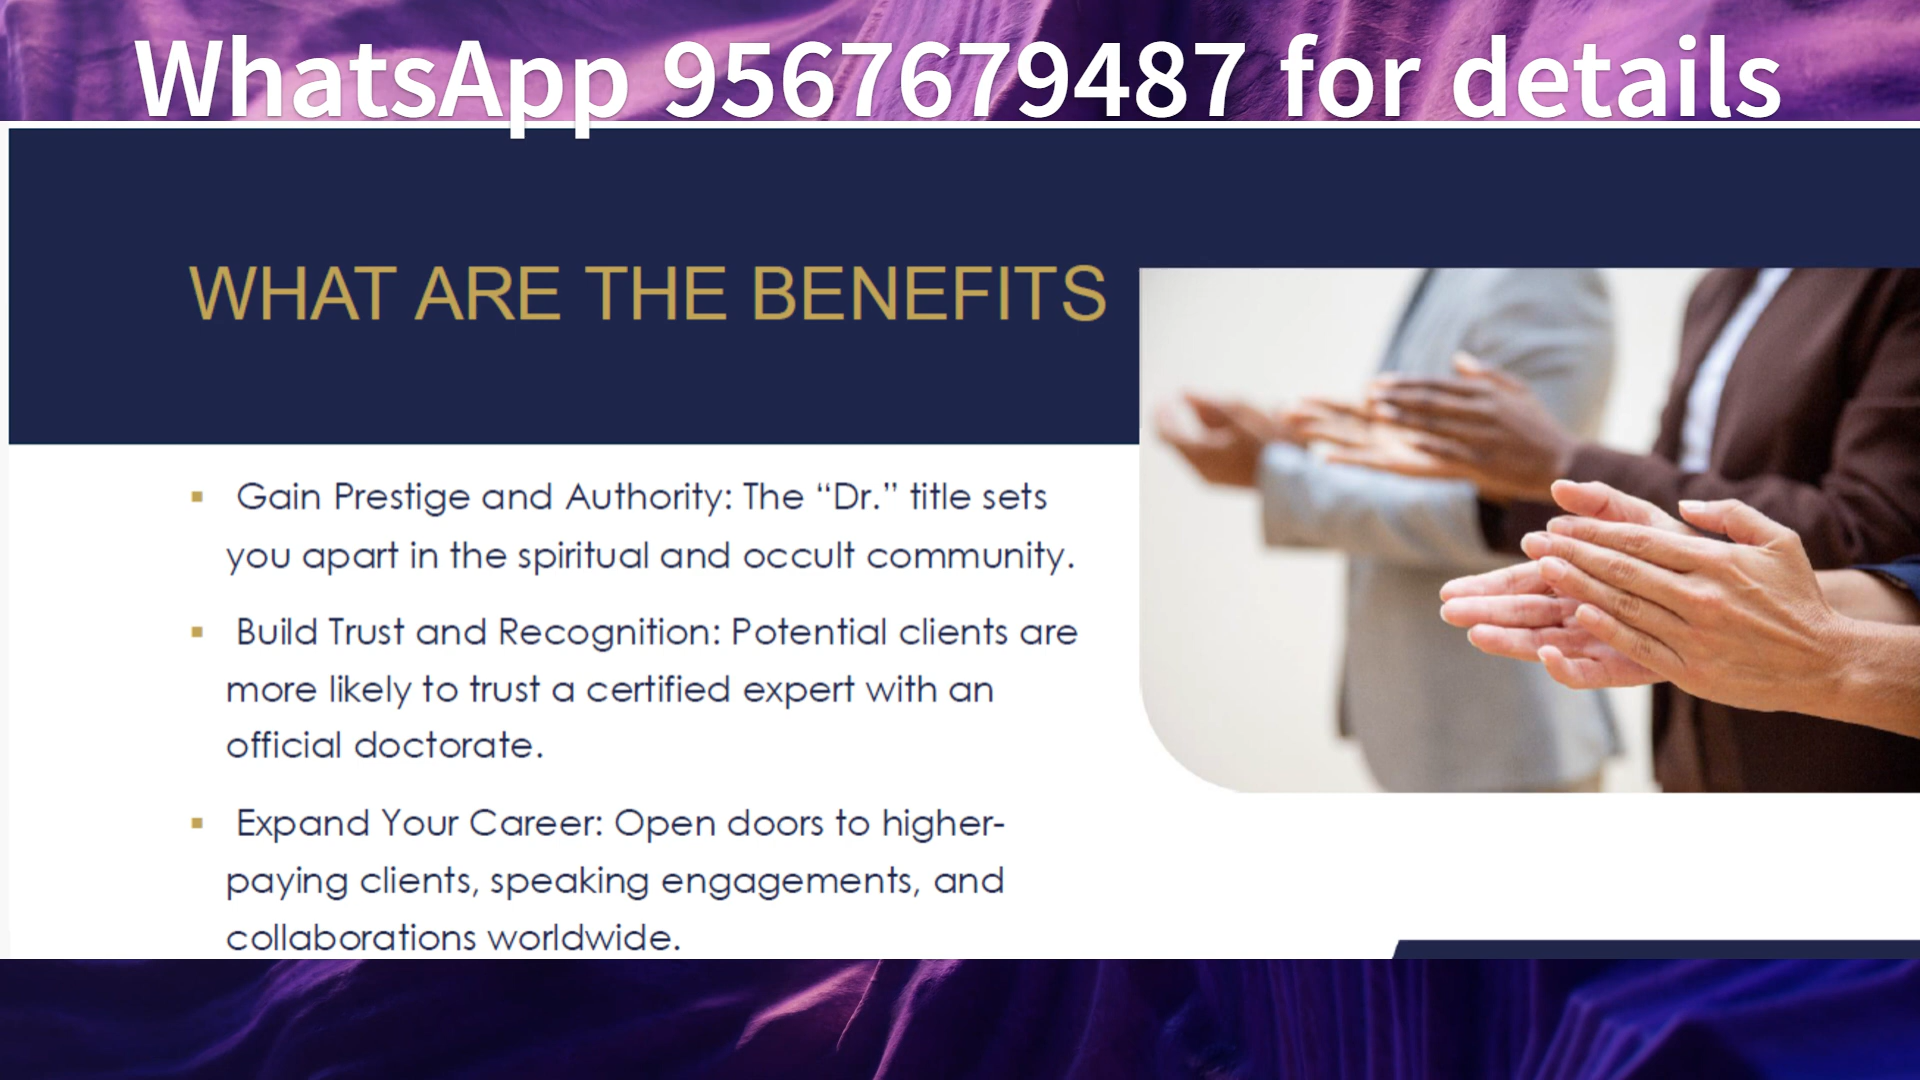 WhatsApp 9567679487 for details
WHAT ARE THE BENEFITS
▪ Gain Prestige and Authority: The “Dr.” title sets
you apart in the spiritual and occult community.
▪ Build Trust and Recognition: Potential clients are
more likely to trust a certified expert with an
official doctorate.
▪ Expand Your Career: Open doors to higher-
paying clients, speaking engagements, and
collaborations worldwide.